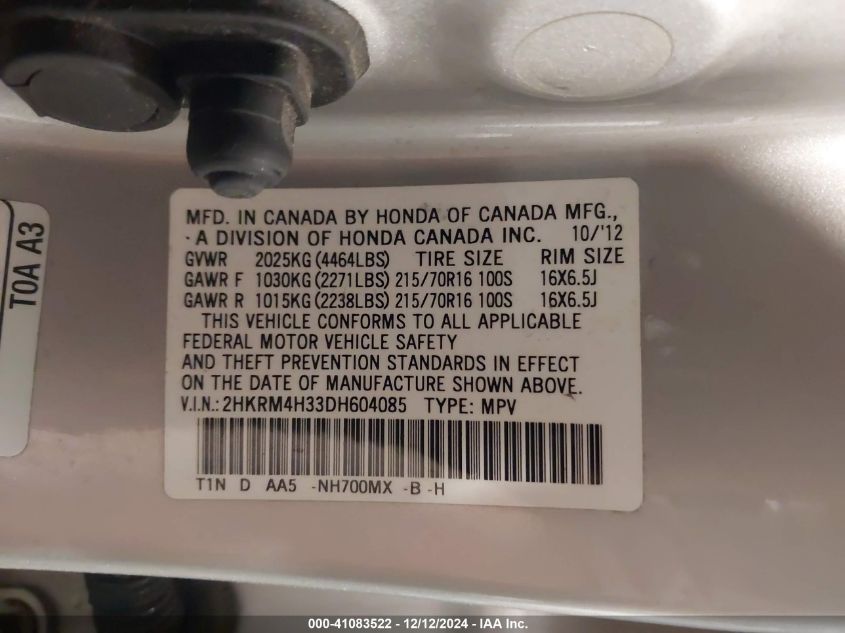 MFD. IN CANADA BY HONDA OF CANADA MFG.,
A DIVISION OF HONDA CANADA INC. 10/'12
GVWR 2025KG (4464LBS) TIRE SIZE RIM SIZE
GAWR F 1030KG (2271LBS) 215/70R16 100S 16X6.5J
GAWR R 1015KG (2238LBS) 215/70R16 100S 16X6.5J
THIS VEHICLE CONFORMS TO ALL APPLICABLE
FEDERAL MOTOR VEHICLE SAFETY
AND THEFT PREVENTION STANDARDS IN EFFECT
ON THE DATE OF MANUFACTURE SHOWN ABOVE.
V.I.N.: 2HKRM4H33DH604085 TYPE: MPV
T1N D AA5 -NH700MX -B -H
T0A A3
000-41083522 - 12/12/2024 - IAA Inc.